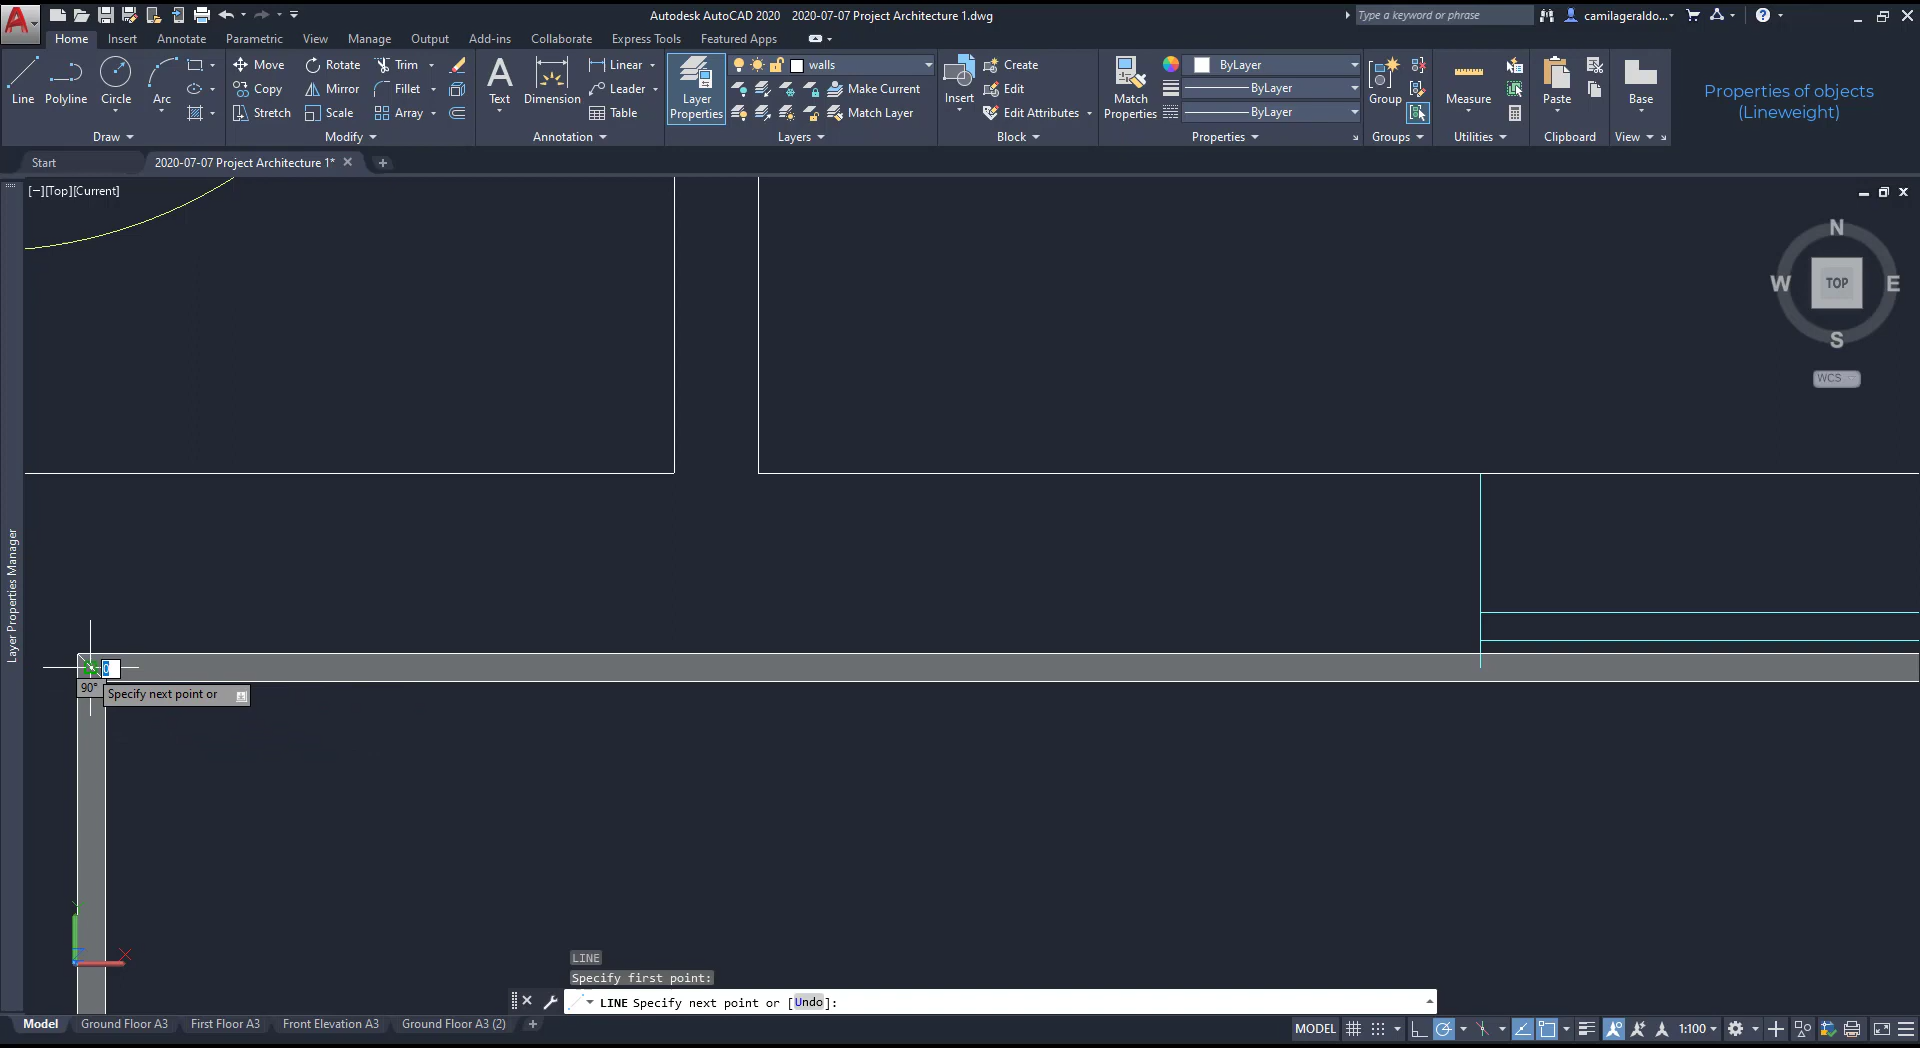 Autodesk AutoCAD 2020 2020-07-07 Project Architecture 1.dwg
Type a keyword or phrase
camilageraldo...
Home Insert Annotate Parametric View Manage Output Add-ins Collaborate Express Tools Featured Apps
Line Polyline Circle Arc
Draw
Move Rotate Trim
Copy Mirror Fillet
Stretch Scale Array
Modify
Text Dimension
Linear
Leader
Table
Annotation
Layer
Properties
walls
Make Current
Match Layer
Layers
Insert
Create
Edit
Edit Attributes
Block
Match
Properties
ByLayer
ByLayer
ByLayer
Properties
Group
Groups
Measure
Utilities
Paste
Clipboard
Base
View
Properties of objects
(Lineweight)
Start
2020-07-07 Project Architecture 1*
[−][Top][Current]
N
W TOP E
S
WCS
Layer Properties Manager
0
90°
Specify next point or
X
LINE
Specify first point:
LINE Specify next point or [Undo]:
Model Ground Floor A3 First Floor A3 Front Elevation A3 Ground Floor A3 (2)
MODEL
1:100